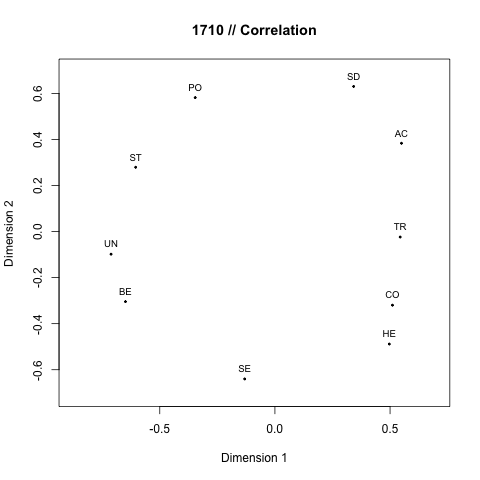 1710 // Correlation
SD
PO
0.6
AC
0.4
ST
0.2
TR
0.0
UN
Dimension 2
-0.2
BE
CO
-0.4
HE
SE
-0.6
-0.5 0.0 0.5
Dimension 1